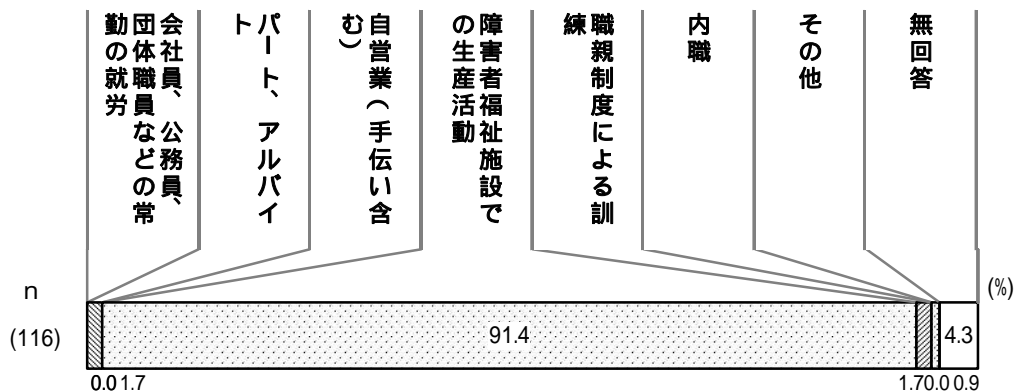 会社員、公務員、
団体職員などの常
勤の就労
パート、アルバイ
ト
自営業(手伝い含
む)
障害者福祉施設で
の生産活動
職親制度による訓
練
内職
その他
無回答
n
(%)
(116)
91.4
4.3
0.0 1.7
1.7 0.0 0.9